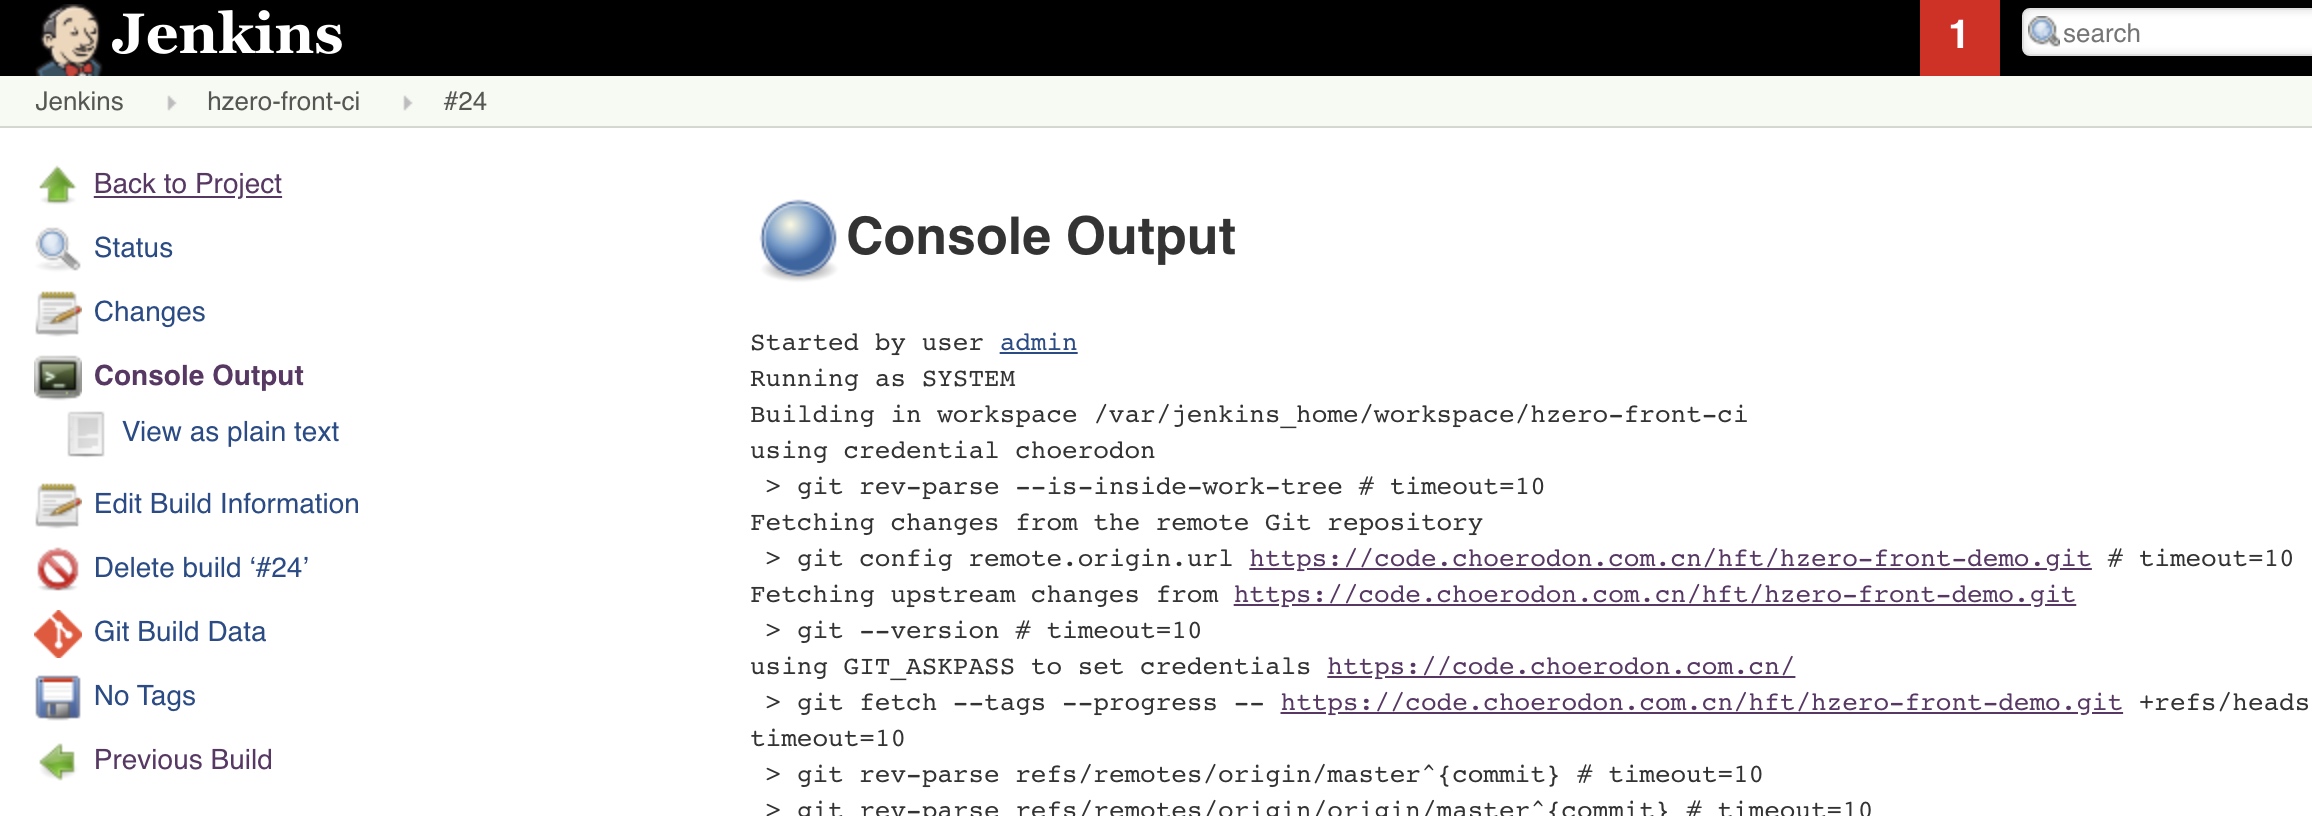 Jenkins
1
search
Jenkins hzero-front-ci #24
Back to Project
Status
Changes
Console Output
View as plain text
Edit Build Information
Delete build ‘#24’
Git Build Data
No Tags
Previous Build
Console Output
Started by user admin
Running as SYSTEM
Building in workspace /var/jenkins_home/workspace/hzero-front-ci
using credential choerodon
> git rev-parse --is-inside-work-tree # timeout=10
Fetching changes from the remote Git repository
> git config remote.origin.url https://code.choerodon.com.cn/hft/hzero-front-demo.git # timeout=10
Fetching upstream changes from https://code.choerodon.com.cn/hft/hzero-front-demo.git
> git --version # timeout=10
using GIT_ASKPASS to set credentials https://code.choerodon.com.cn/
> git fetch --tags --progress -- https://code.choerodon.com.cn/hft/hzero-front-demo.git +refs/heads
timeout=10
> git rev-parse refs/remotes/origin/master^{commit} # timeout=10
> git rev-parse refs/remotes/origin/origin/master^{commit} # timeout=10